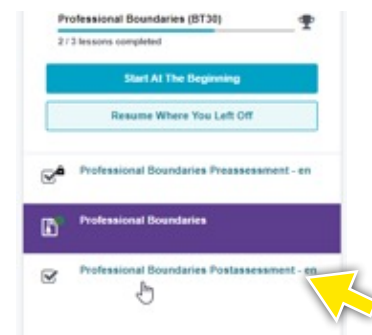 Professional Boundaries (BT30)
2 / 3 lessons completed
Start At The Beginning
Resume Where You Left Off
Professional Boundaries Preassessment - en
Professional Boundaries
Professional Boundaries Postassessment - en